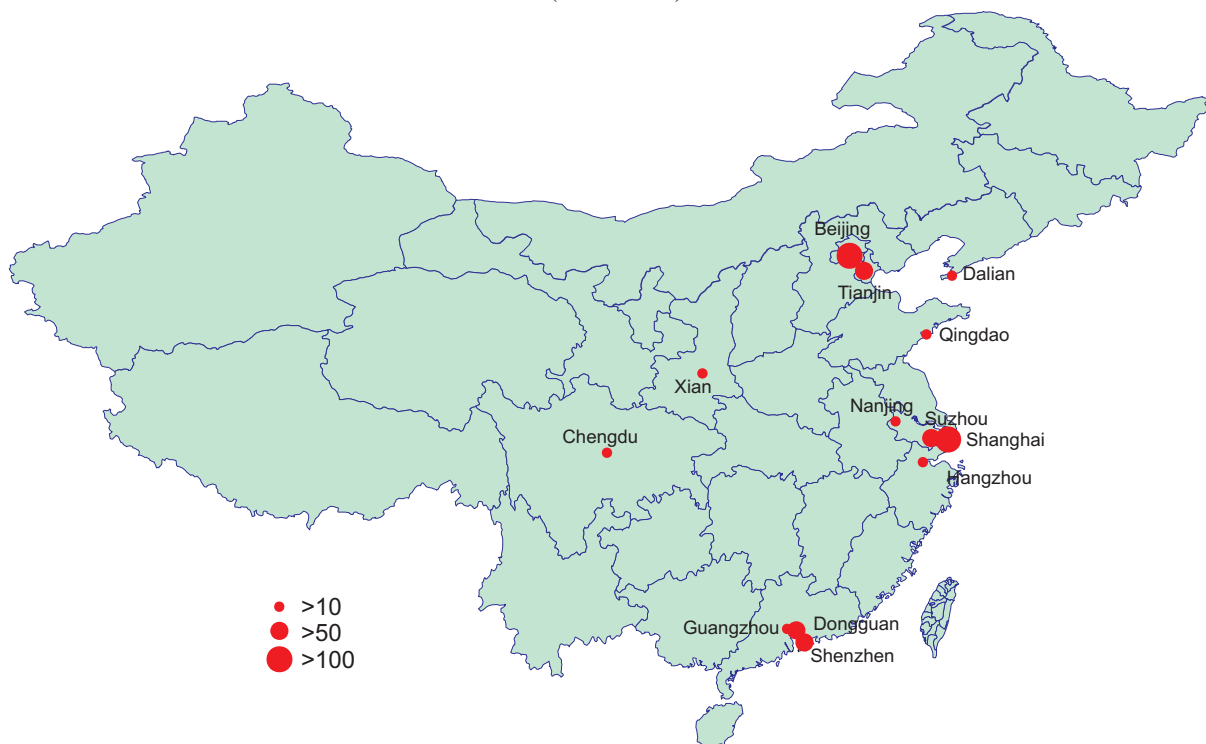 Beijing
Dalian
Tianjin
Qingdao
Xian
Nanjing
Suzhou
Chengdu
Shanghai
Hangzhou
>10
Guangzhou
Dongguan
>50
Shenzhen
>100